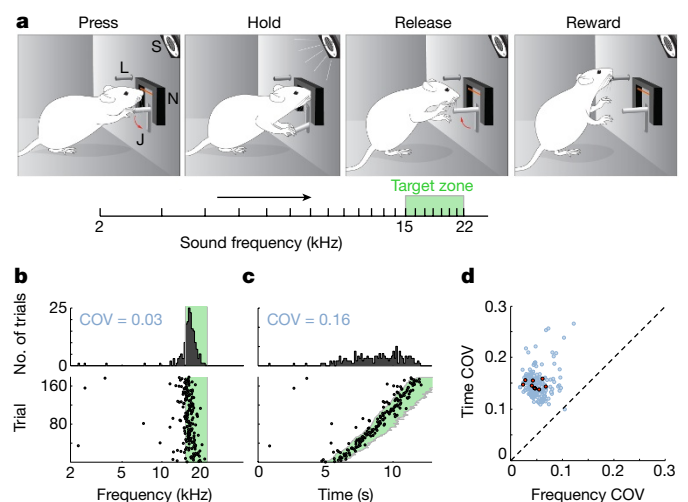 a
Press Hold Release Reward
S
L
N
J
Target zone
2 15 22
Sound frequency (kHz)
b c d
25
0
No. of trials
COV = 0.03
COV = 0.16
160
80
Trial
2 5 10 20
Frequency (kHz)
0 5 10
Time (s)
0.3
0.2
0.1
0
Time COV
0 0.1 0.2 0.3
Frequency COV